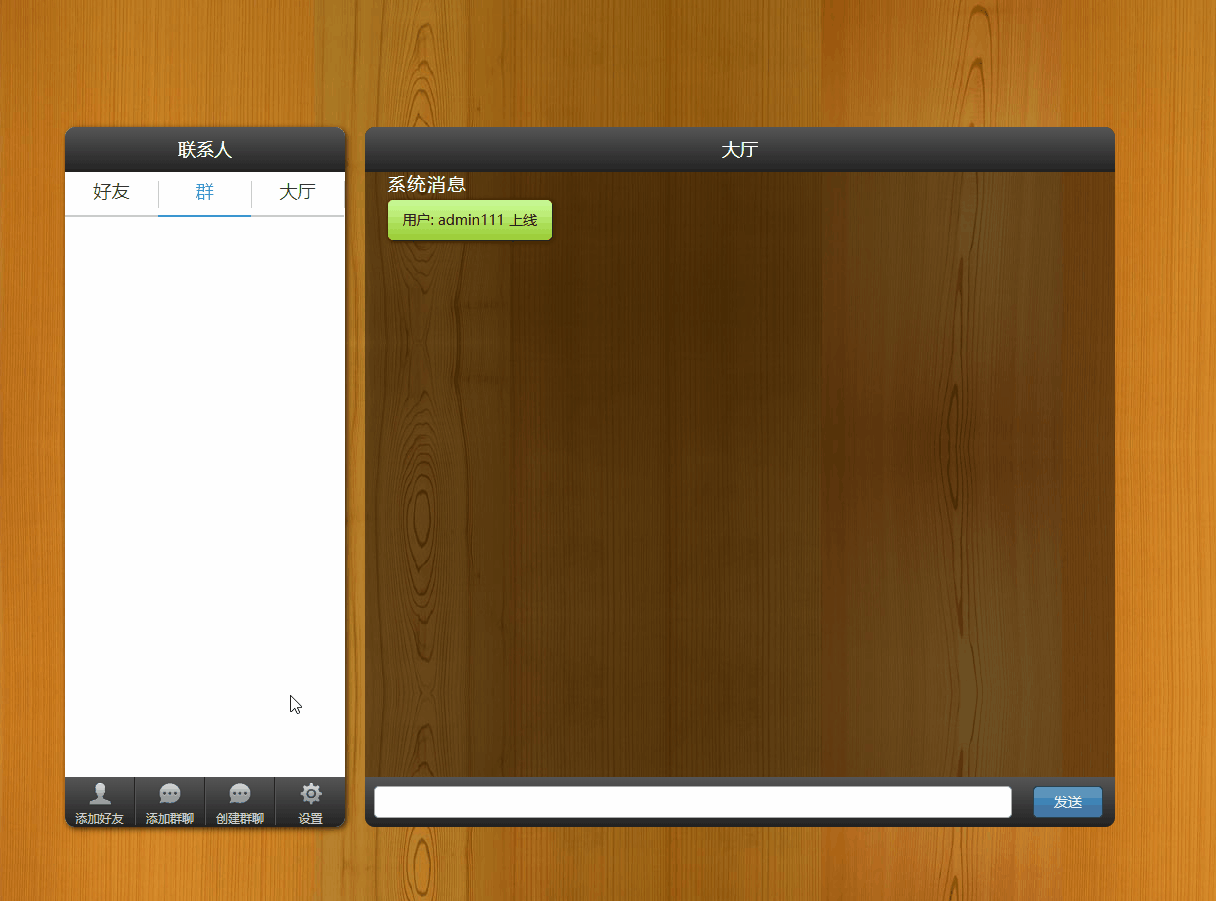 联系人
好友 群 大厅
添加好友 添加群聊 创建群聊 设置
大厅
系统消息
用户: admin111 上线
发送